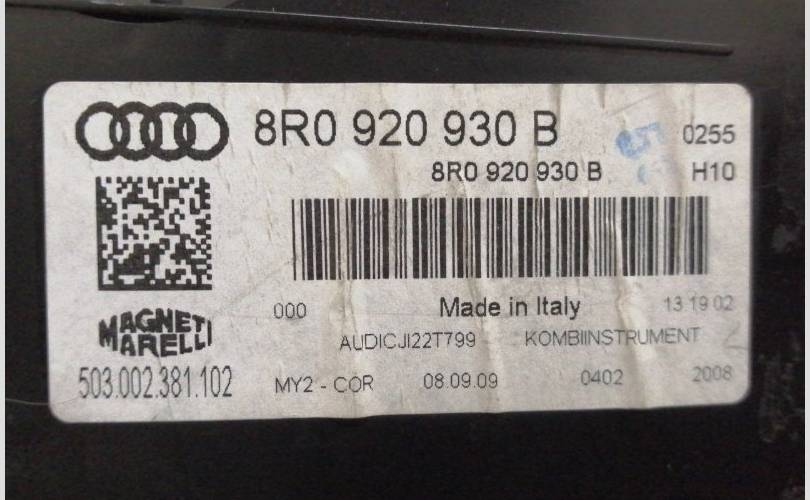 8R0 920 930 B
0255
8R0 920 930 B
H10
000
Made in Italy
13 19 02
MAGNETI
MARELLI
AUDICJI22T799 KOMBIINSTRUMENT
503.002.381.102
MY2 - COR 08.09.09 0402 2008